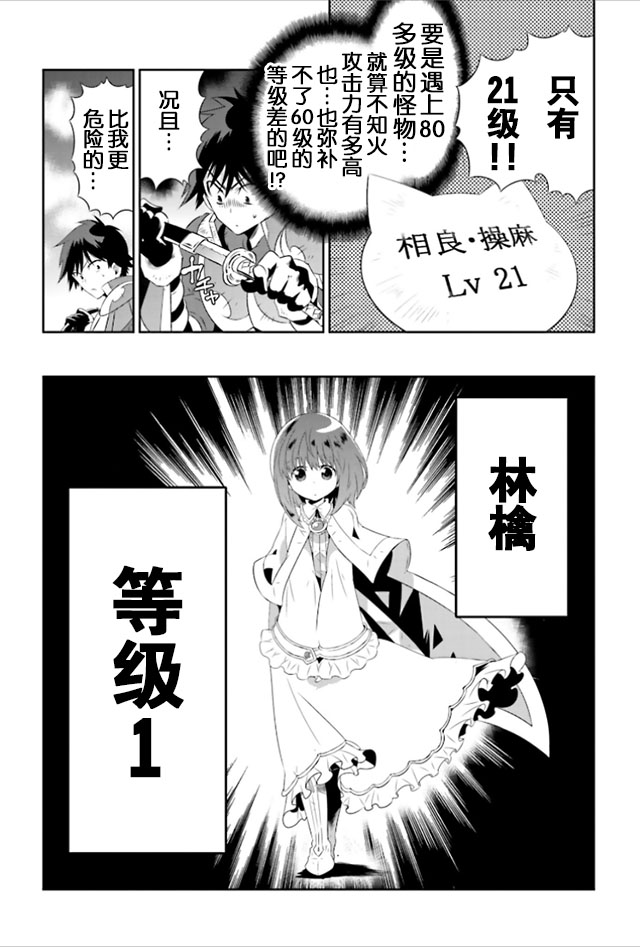 只有
21级!!
要是遇上80
多级的怪物…
就算不知火
攻击力有多高
也…也弥补
不了60级的
等级差的吧!?
相良·操麻
Lv 21
况且…
ガチャ
比我更
危险的…
林檎
等级1